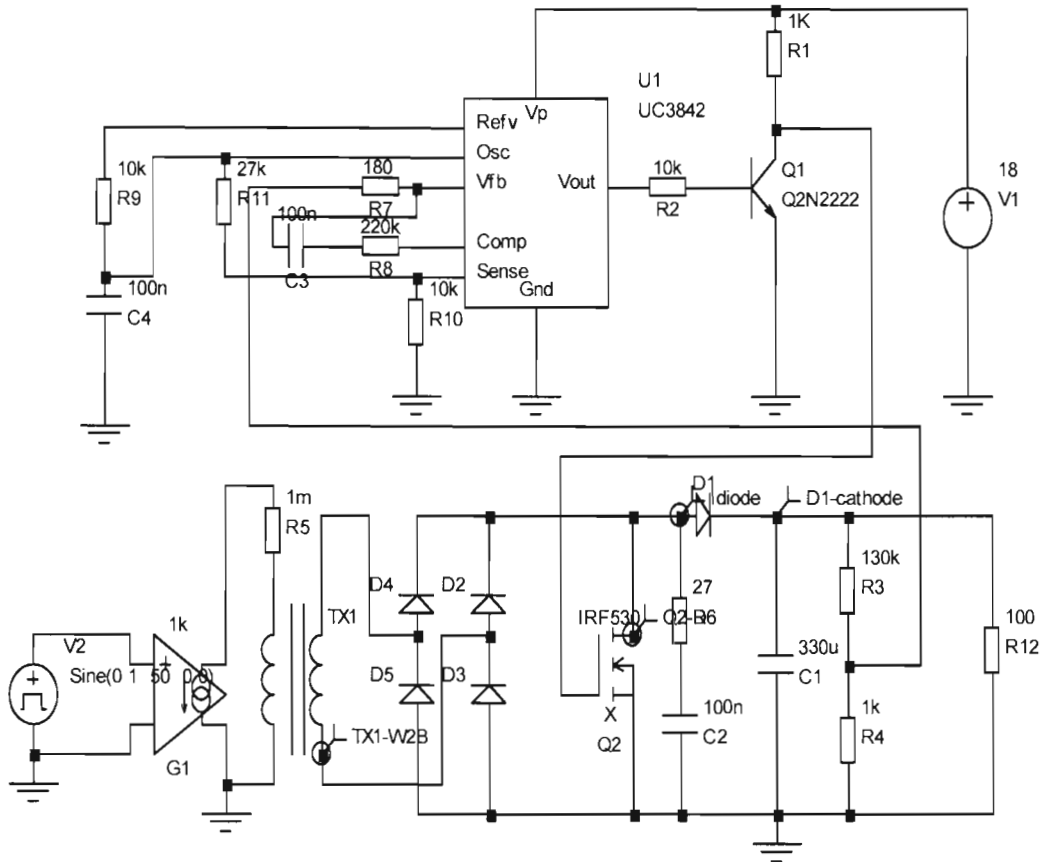 1K
R1
U1
UC3842
Vp
Refv
Osc
Vfb
Vout
Comp
Sense
Gnd
10k
R9
27k
R11
180
R7
100n
C3
220k
R8
10k
R2
Q1
Q2N2222
18
V1
100n
C4
10k
R10
1m
R5
D1
diode
D1-cathode
130k
R3
D4
D2
27
R6
IRF530
Q2-D
TX1
V2
1k
Sine(0 1 50 0 0)
D5
D3
330u
C1
100
R12
X
Q2
100n
C2
1k
R4
TX1-W2B
G1